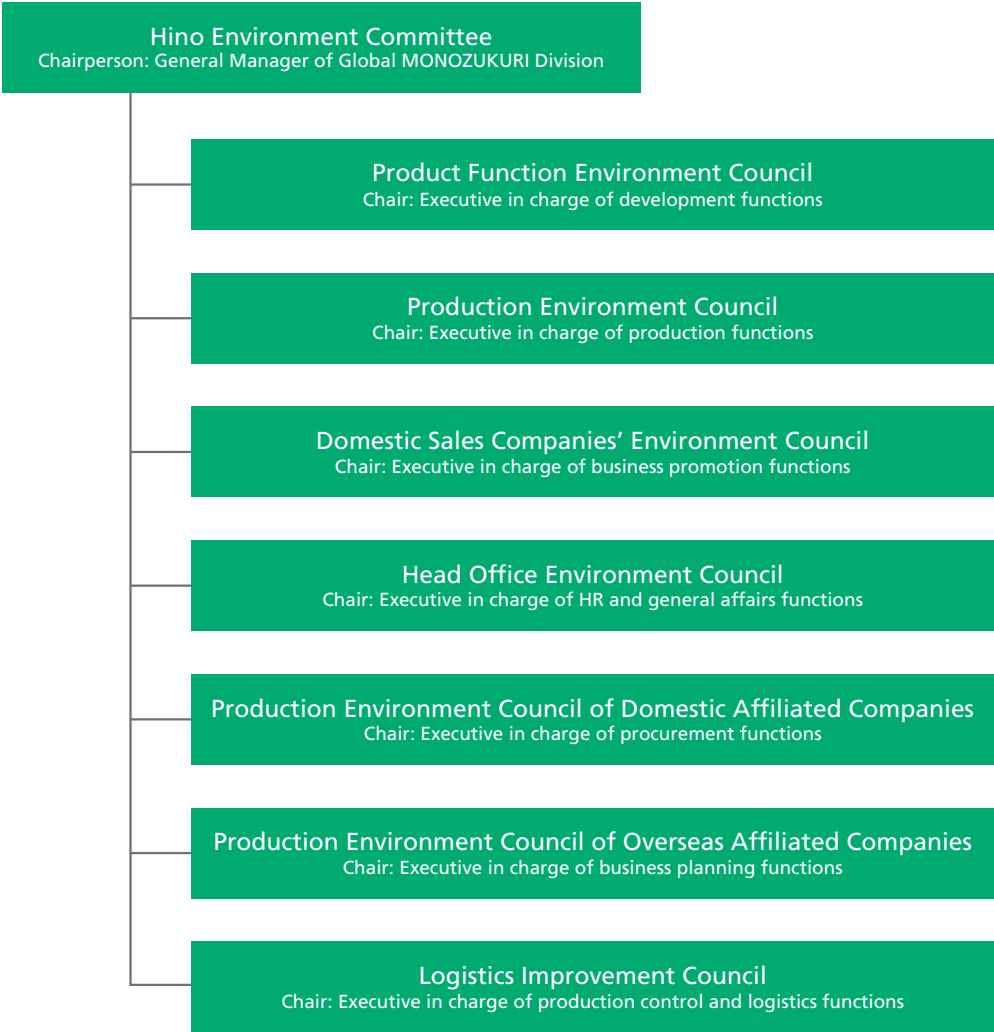 Hino Environment Committee
Chairperson: General Manager of Global MONOZUKURI Division
Product Function Environment Council
Chair: Executive in charge of development functions
Production Environment Council
Chair: Executive in charge of production functions
Domestic Sales Companies’ Environment Council
Chair: Executive in charge of business promotion functions
Head Office Environment Council
Chair: Executive in charge of HR and general affairs functions
Production Environment Council of Domestic Affiliated Companies
Chair: Executive in charge of procurement functions
Production Environment Council of Overseas Affiliated Companies
Chair: Executive in charge of business planning functions
Logistics Improvement Council
Chair: Executive in charge of production control and logistics functions